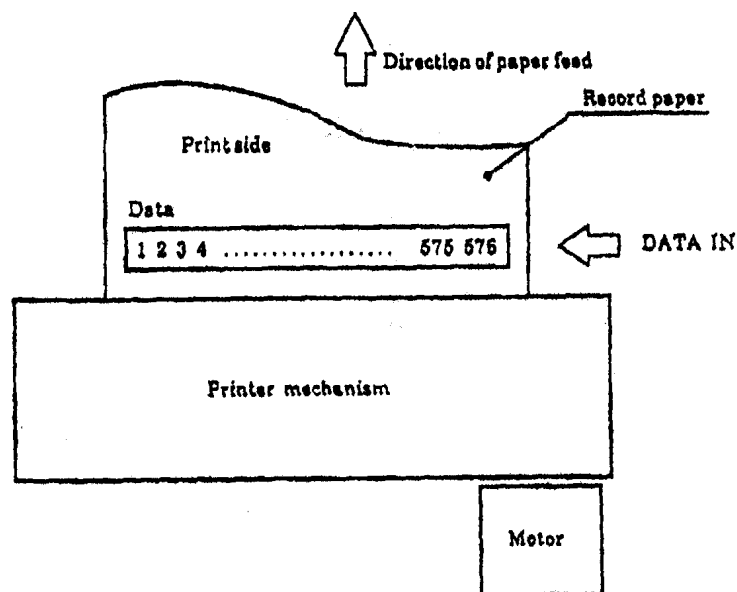 Direction of paper feed
Record paper
Print side
Data
1 2 3 4 .................. 575 576
DATA IN
Printer mechanism
Motor